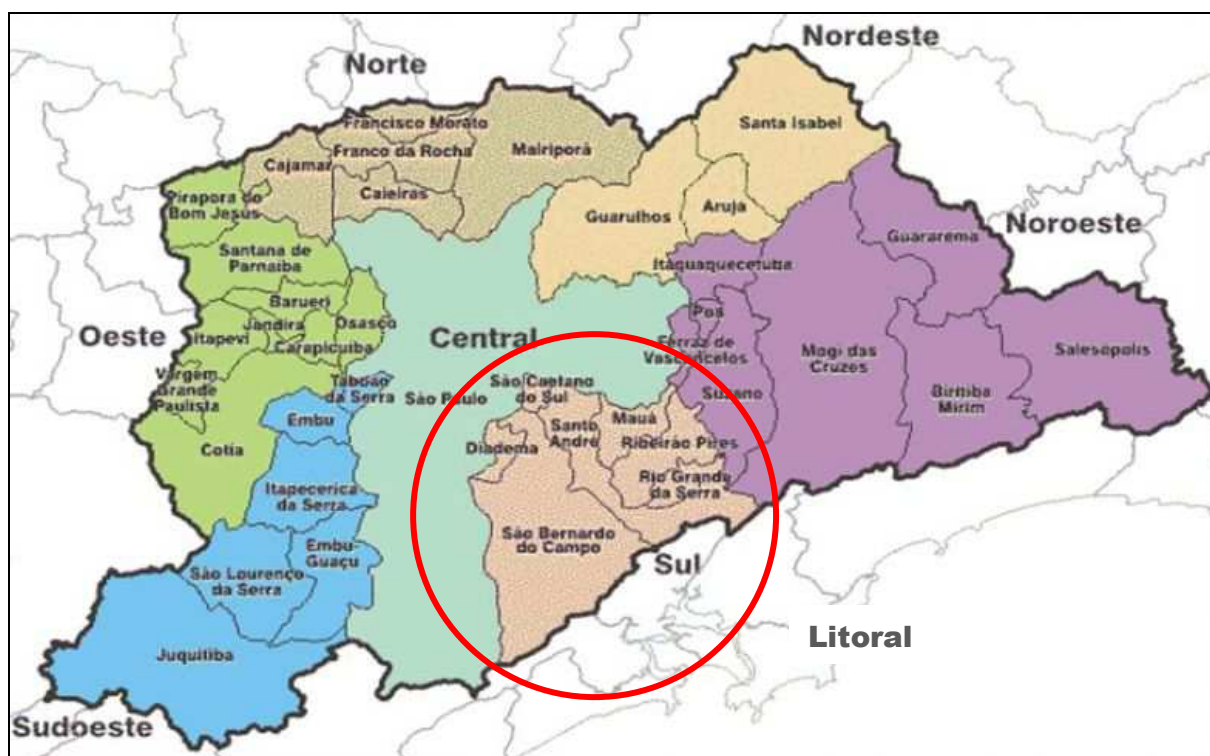 Nordeste
Norte
Francisco Morato
Santa Isabel
Franco da Rocha
Mairiporá
Cajamar
Caieiras
Pirapora do
Bom Jesus
Guarulhos
Aruja
Noroeste
Guararema
Santana de
Parnaiba
Itaquaquecetuba
Barueri
Poá
Oeste
Jandira
Osasco
Central
Itapevi
Carapicuiba
Ferraz de
Vasconcelos
Mogi das
Cruzes
Salesópolis
Vargem
Grande
Paulista
Taboão
da Serra
São Paulo
São Caetano
do Sul
Suzano
Biritiba
Mirim
Embu
Mauá
Santo
André
Diadema
Ribeirão Pires
Cotia
Itapecerica
da Serra
Rio Grande
da Serra
São Bernardo
do Campo
Embu-
Guaçu
Sul
São Lourenço
da Serra
Litoral
Juquitiba
Sudoeste